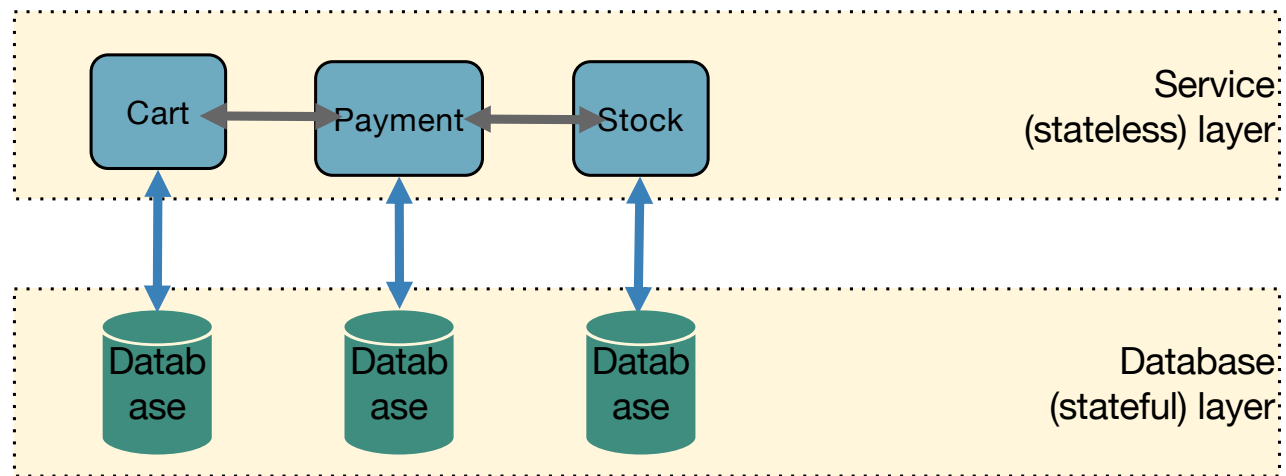 Cart
Payment
Stock
Service
(stateless) layer
Datab
ase
Datab
ase
Datab
ase
Database
(stateful) layer